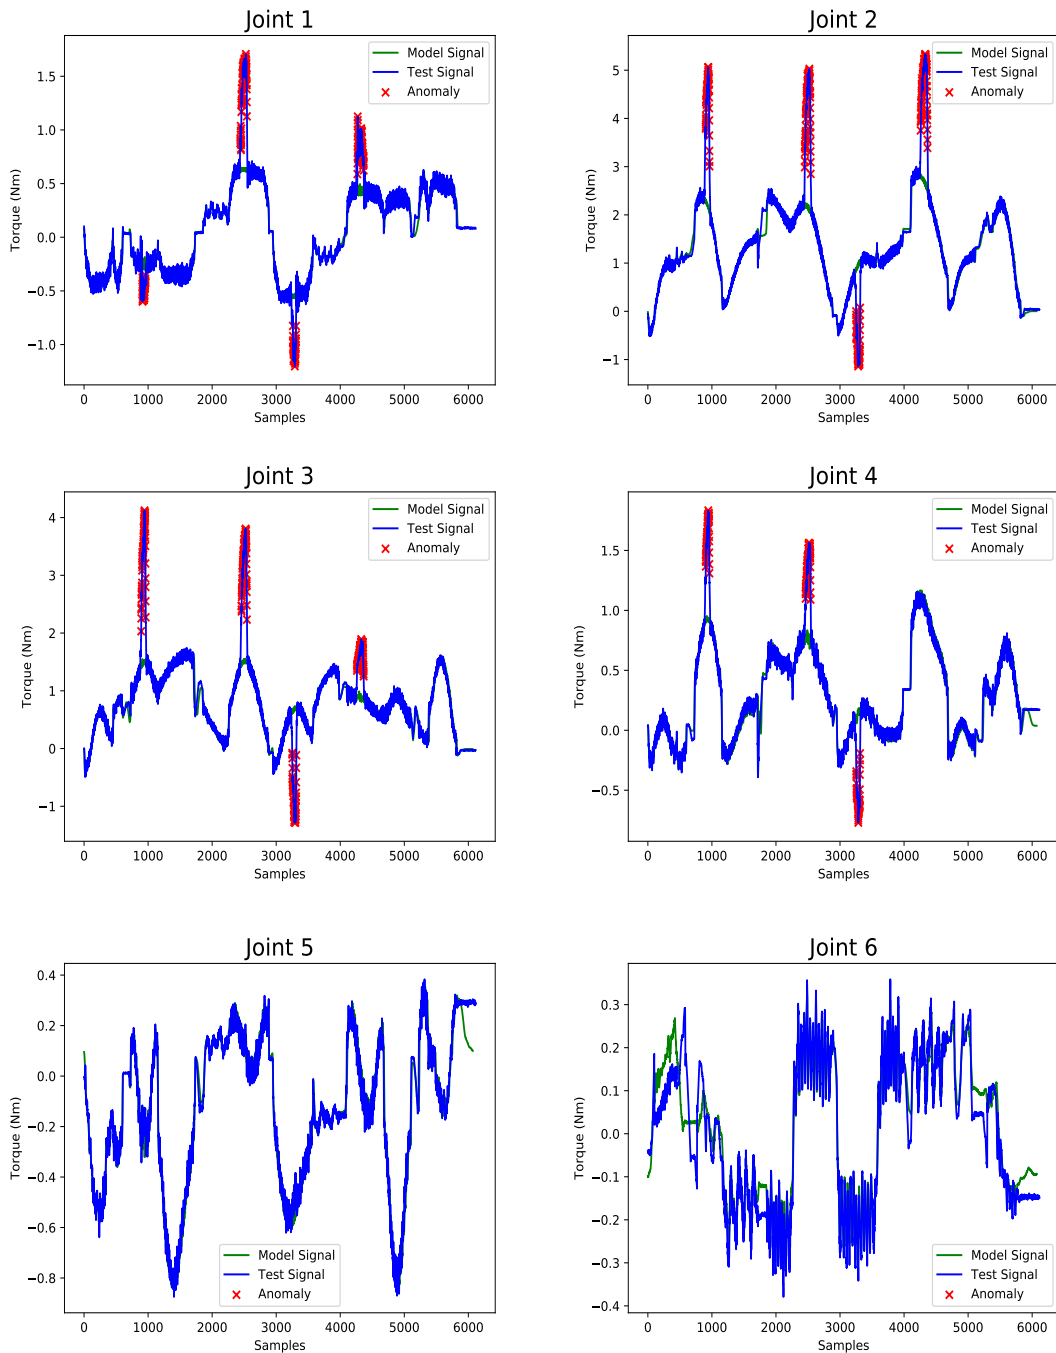 Joint 1
Model Signal
Test Signal
Anomaly
Torque (Nm)
1.5
1.0
0.5
0.0
−0.5
−1.0
0 1000 2000 3000 4000 5000 6000
Samples
Joint 2
Model Signal
Test Signal
Anomaly
Torque (Nm)
5
4
3
2
1
0
−1
0 1000 2000 3000 4000 5000 6000
Samples
Joint 3
Model Signal
Test Signal
Anomaly
Torque (Nm)
4
3
2
1
0
−1
0 1000 2000 3000 4000 5000 6000
Samples
Joint 4
Model Signal
Test Signal
Anomaly
Torque (Nm)
1.5
1.0
0.5
0.0
−0.5
0 1000 2000 3000 4000 5000 6000
Samples
Joint 5
Torque (Nm)
0.4
0.2
0.0
−0.2
−0.4
−0.6
−0.8
Model Signal
Test Signal
Anomaly
0 1000 2000 3000 4000 5000 6000
Samples
Joint 6
Torque (Nm)
0.3
0.2
0.1
0.0
−0.1
−0.2
−0.3
−0.4
Model Signal
Test Signal
Anomaly
0 1000 2000 3000 4000 5000 6000
Samples